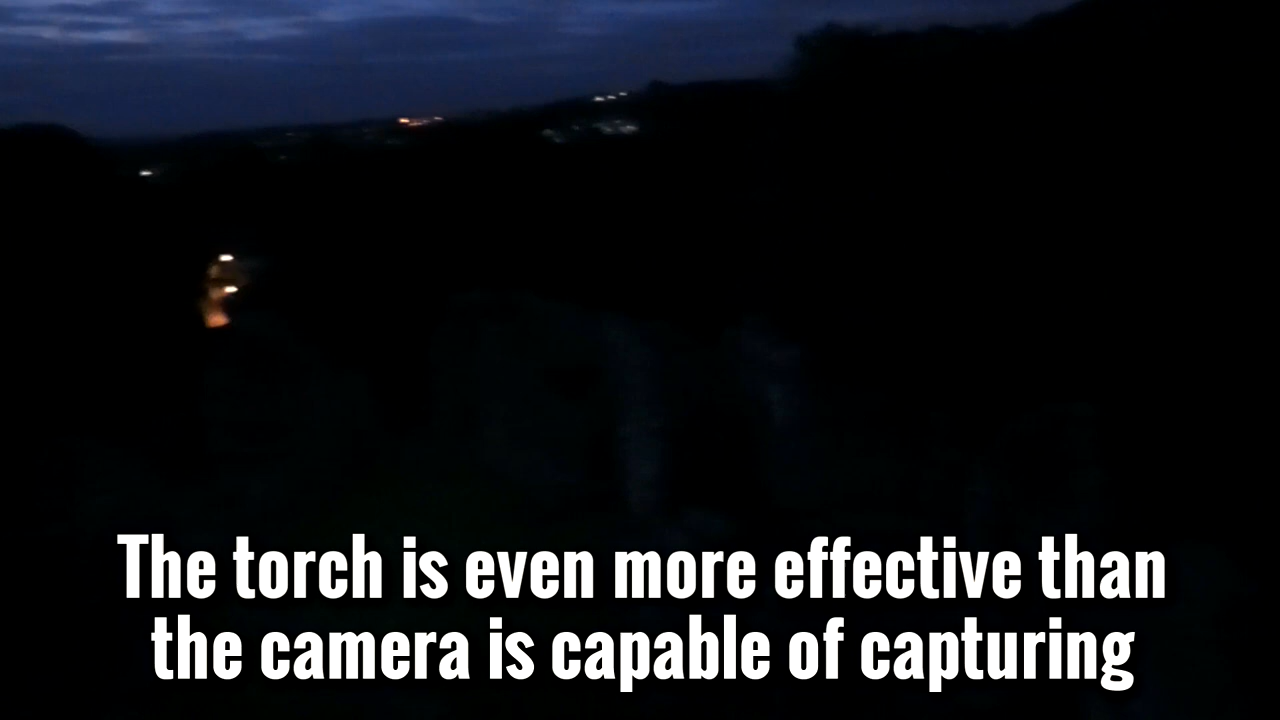 The torch is even more effective than
the camera is capable of capturing